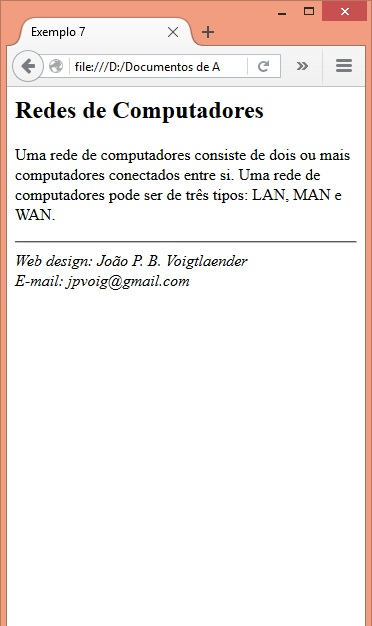 Exemplo 7
file:///D:/Documentos de A
Redes de Computadores
Uma rede de computadores consiste de dois ou mais
computadores conectados entre si. Uma rede de
computadores pode ser de três tipos: LAN, MAN e
WAN.
Web design: João P. B. Voigtlaender
E-mail: jpvoig@gmail.com